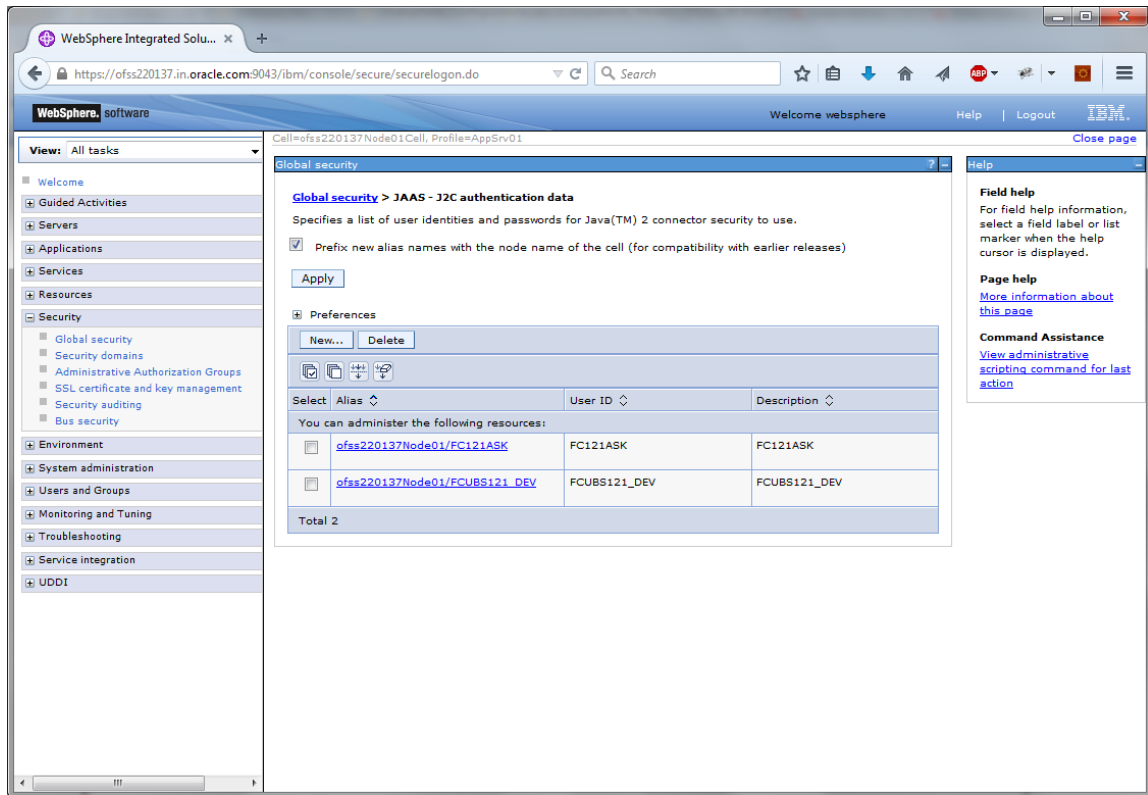 WebSphere Integrated Solu...
https://ofss220137.in.oracle.com:9043/ibm/console/secure/securelogon.do
Search
ABP
WebSphere. software
Welcome websphere
Help | Logout
IBM.
Cell=ofss220137Node01Cell, Profile=AppSrv01
Close page
View: All tasks
Welcome
Guided Activities
Servers
Applications
Services
Resources
Security
Global security
Security domains
Administrative Authorization Groups
SSL certificate and key management
Security auditing
Bus security
Environment
System administration
Users and Groups
Monitoring and Tuning
Troubleshooting
Service integration
UDDI
Global security
? -
Global security > JAAS - J2C authentication data
Specifies a list of user identities and passwords for Java(TM) 2 connector security to use.
Prefix new alias names with the node name of the cell (for compatibility with earlier releases)
Apply
Preferences
New... Delete
Select Alias User ID Description
You can administer the following resources:
ofss220137Node01/FC121ASK FC121ASK FC121ASK
ofss220137Node01/FCUBS121_DEV FCUBS121_DEV FCUBS121_DEV
Total 2
Help
Field help
For field help information,
select a field label or list
marker when the help
cursor is displayed.
Page help
More information about
this page
Command Assistance
View administrative
scripting command for last
action